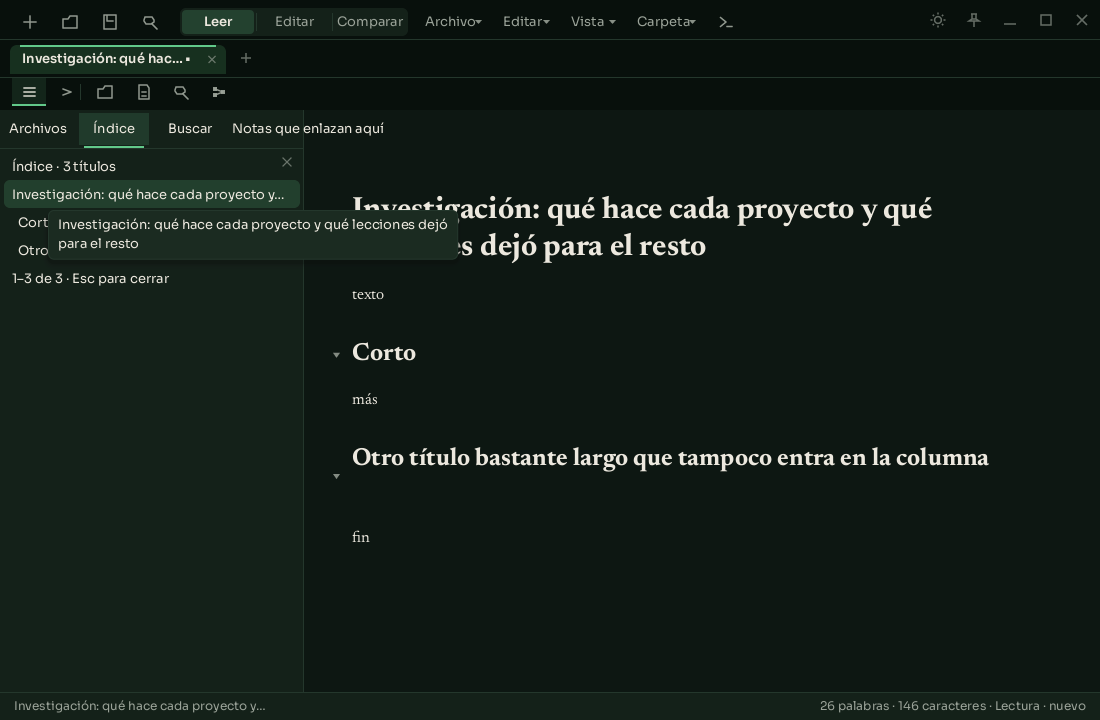 Leer Editar Comparar Archivo Editar Vista Carpeta
Investigación: qué hac...
Archivos Índice Buscar Notas que enlazan aquí
Índice · 3 títulos
Investigación: qué hace cada proyecto y...
Investigación: qué hace cada proyecto y qué lecciones dejó
para el resto
Otro
1–3 de 3 · Esc para cerrar
Investigación: qué hace cada proyecto y qué
dejó para el resto
texto
Corto
más
Otro título bastante largo que tampoco entra en la columna
fin
Investigación: qué hace cada proyecto y...
26 palabras · 146 caracteres · Lectura · nuevo